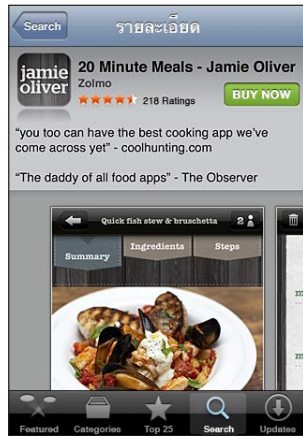 Search
รายละเอียด
jamie
oliver
20 Minute Meals - Jamie Oliver
Zolmo
218 Ratings
BUY NOW
“you too can have the best cooking app we've
come across yet” - coolhunting.com
“The daddy of all food apps” - The Observer
Quick fish stew & bruschetta
2
Summary
Ingredients
Steps
Featured
Categories
Top 25
Search
Updates